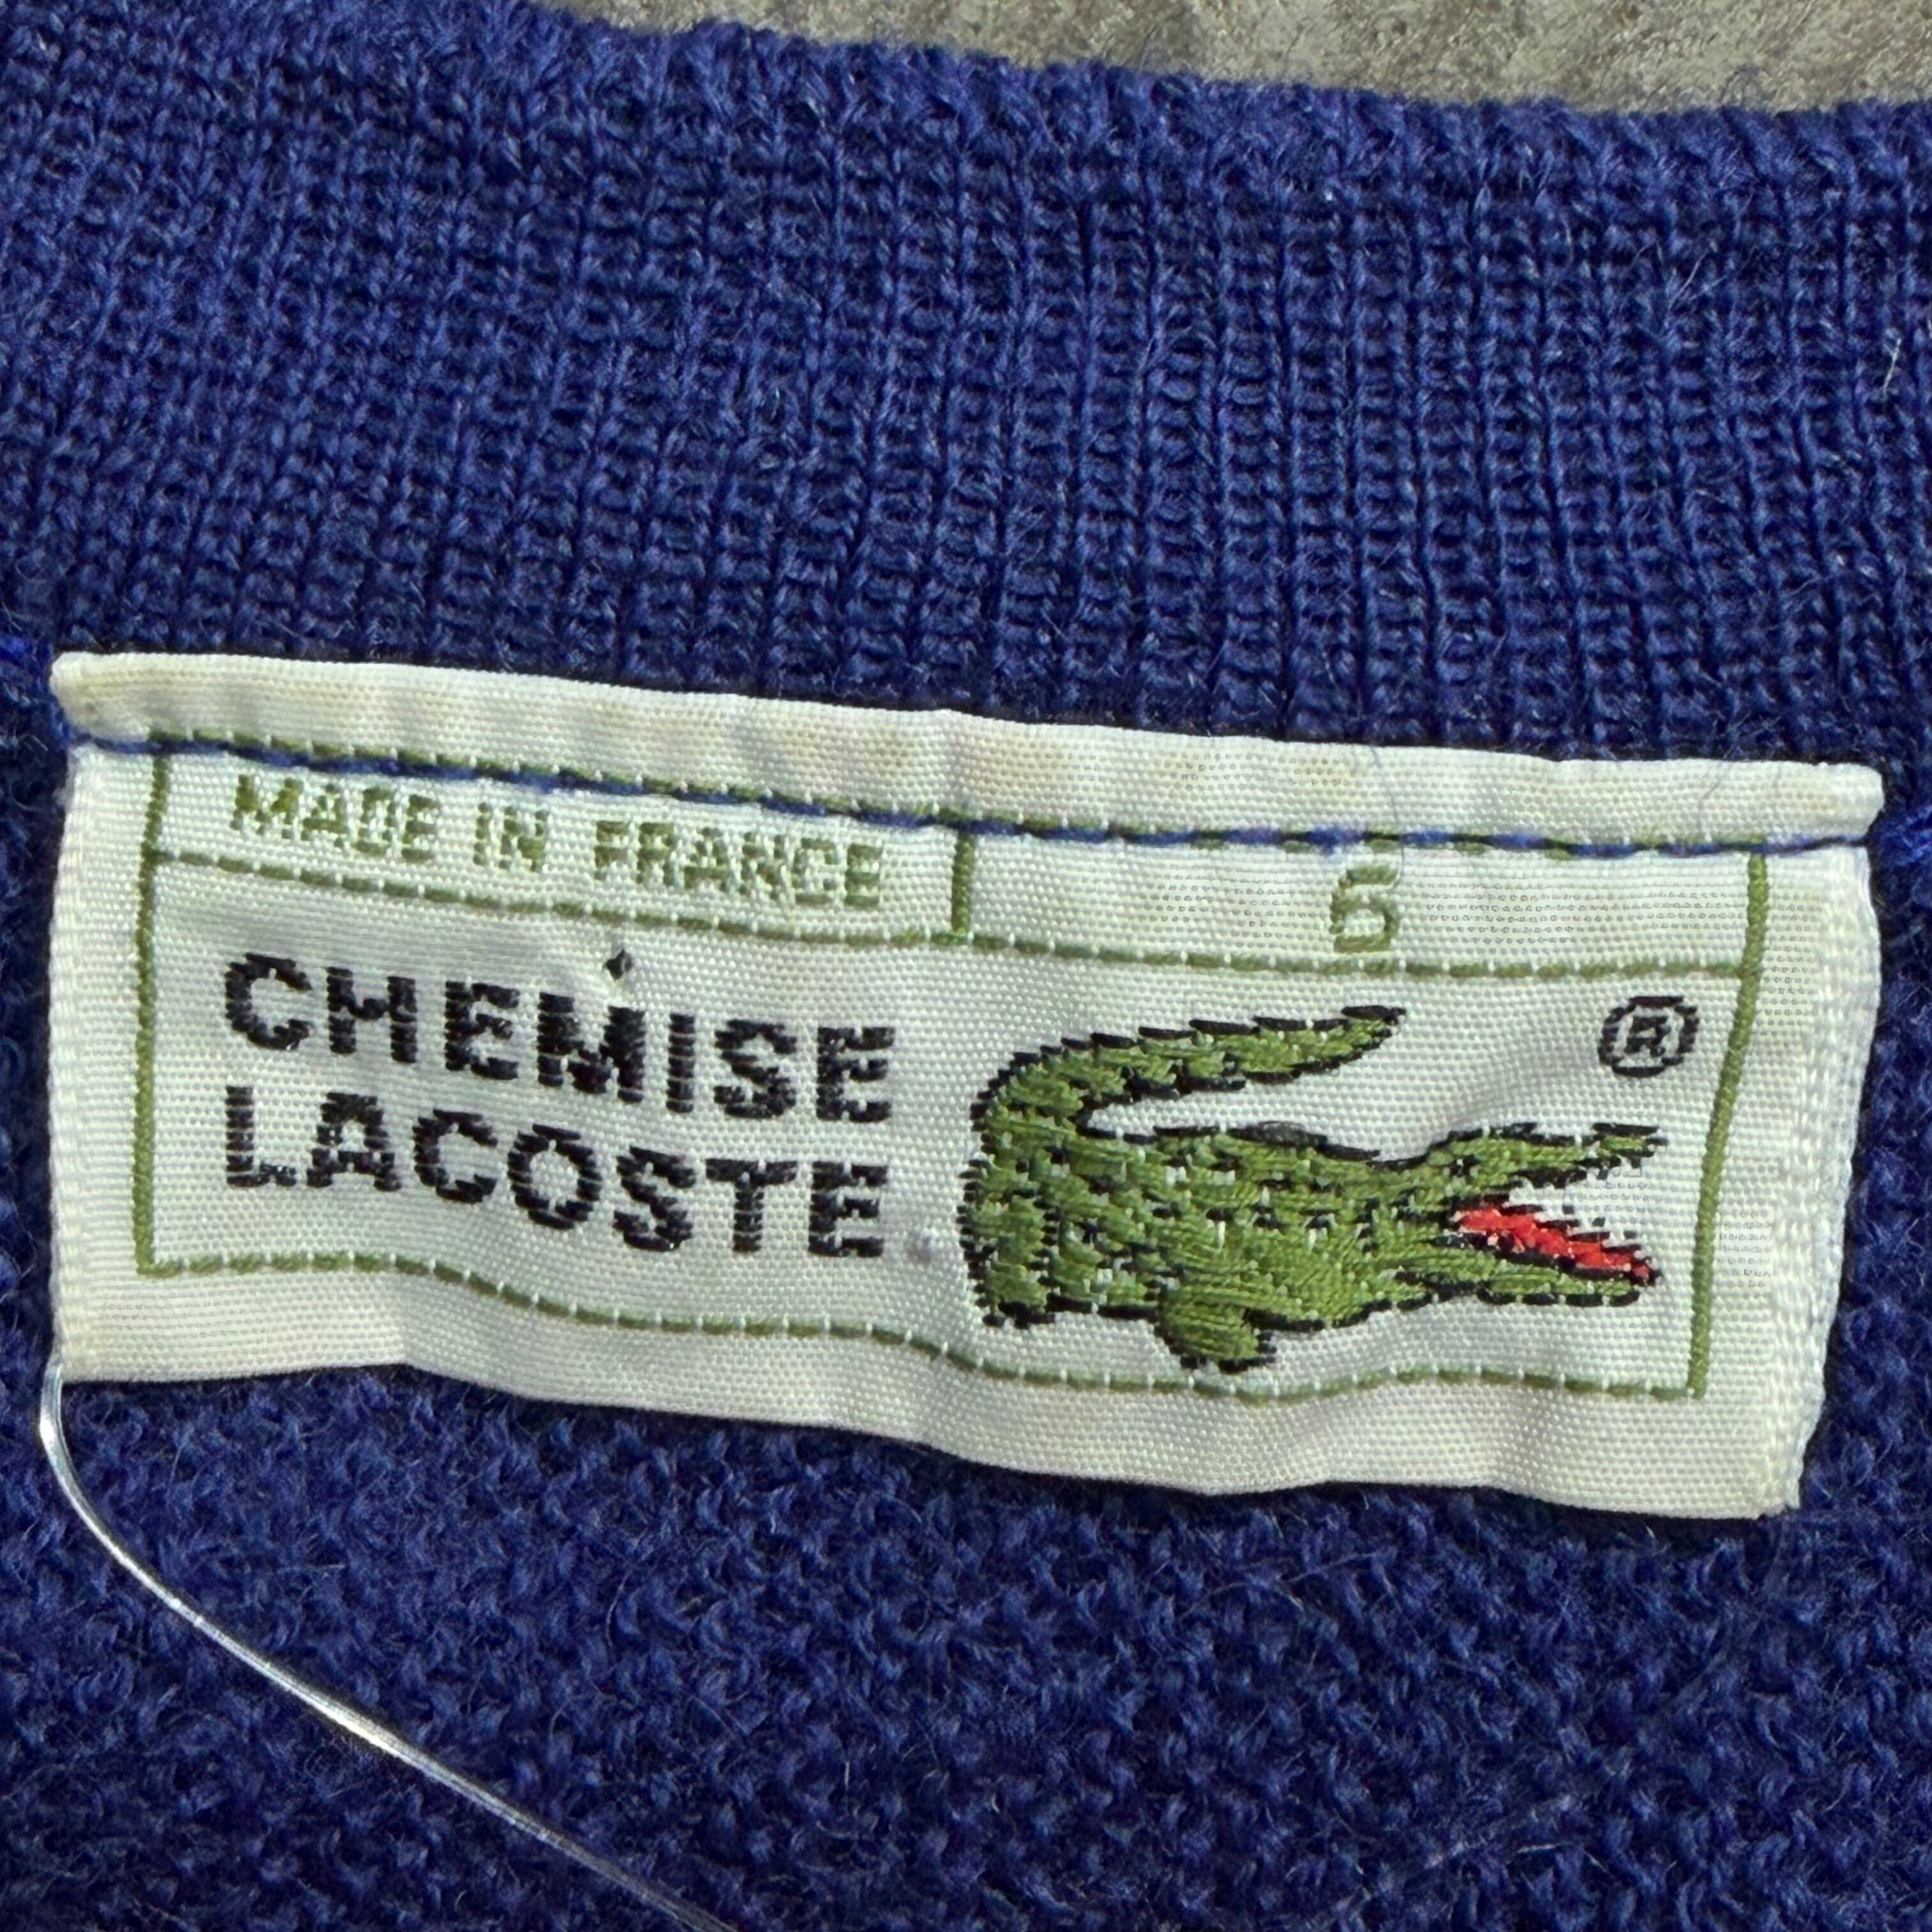 MADE IN FRANCE 6
CHEMISE
LACOSTE
®